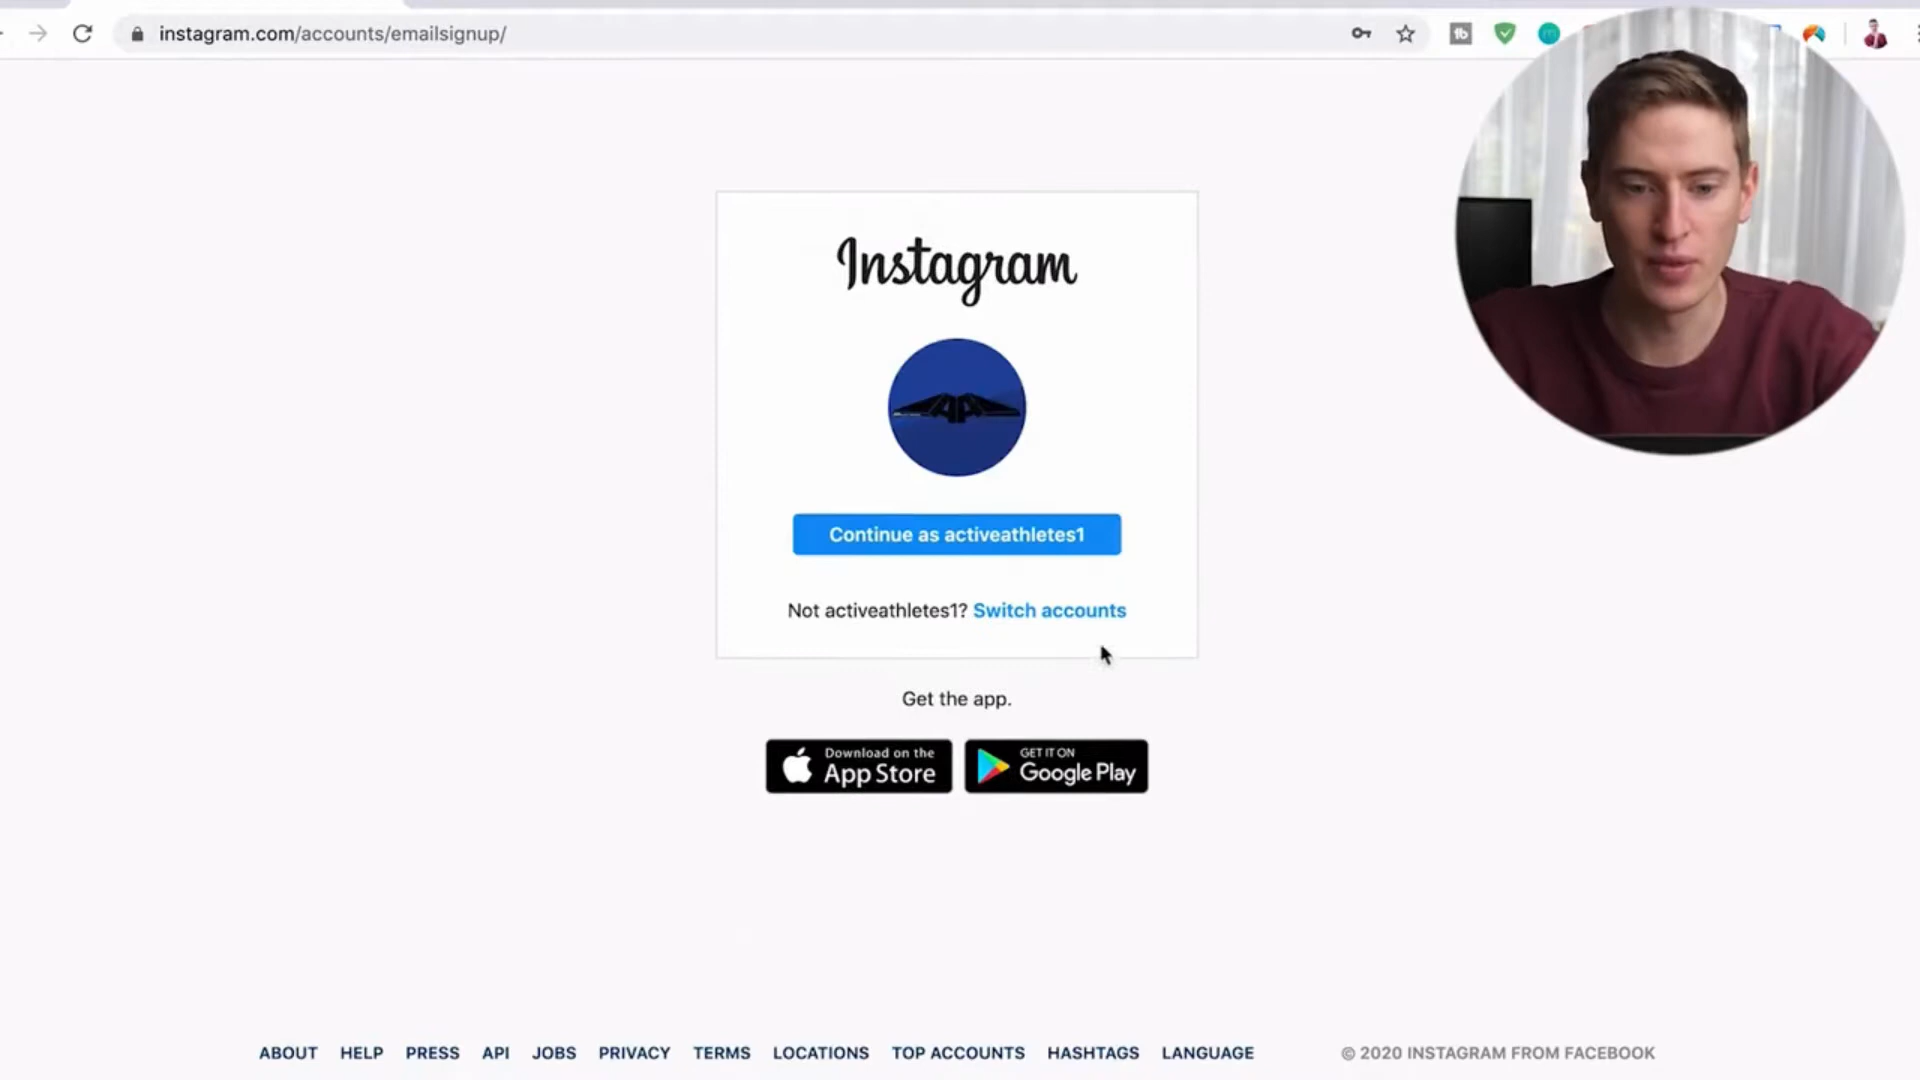 instagram.com/accounts/emailsignup/
Instagram
AA
Continue as activeathletes1
Not activeathletes1? Switch accounts
Get the app.
Download on the App Store
GET IT ON Google Play
ABOUT HELP PRESS API JOBS PRIVACY TERMS LOCATIONS TOP ACCOUNTS HASHTAGS LANGUAGE © 2020 INSTAGRAM FROM FACEBOOK